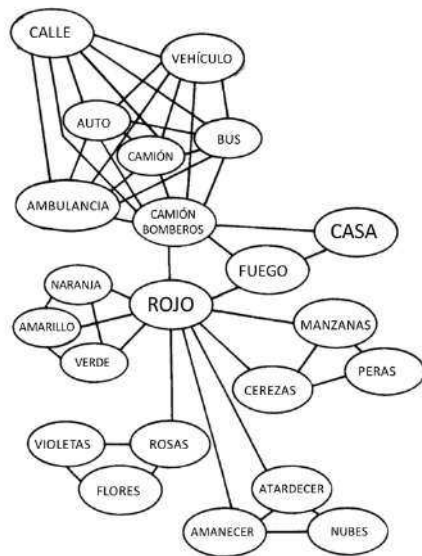 CALLE
VEHÍCULO
AUTO
BUS
CAMIÓN
AMBULANCIA
CAMIÓN
BOMBEROS
CASA
FUEGO
NARANJA
ROJO
AMARILLO
MANZANAS
VERDE
PERAS
CEREZAS
VIOLETAS
ROSAS
FLORES
ATARDECER
AMANECER
NUBES